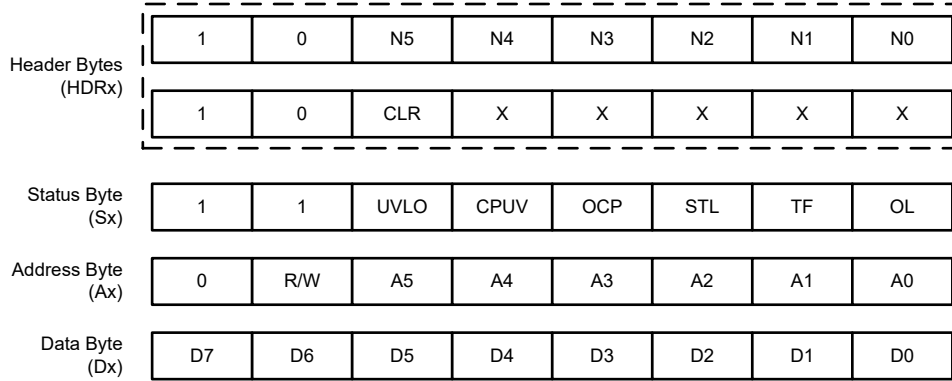 Header Bytes
(HDRx)
1 0 N5 N4 N3 N2 N1 N0
1 0 CLR X X X X X
Status Byte
(Sx)
1 1 UVLO CPUV OCP STL TF OL
Address Byte
(Ax)
0 R/W A5 A4 A3 A2 A1 A0
Data Byte
(Dx)
D7 D6 D5 D4 D3 D2 D1 D0